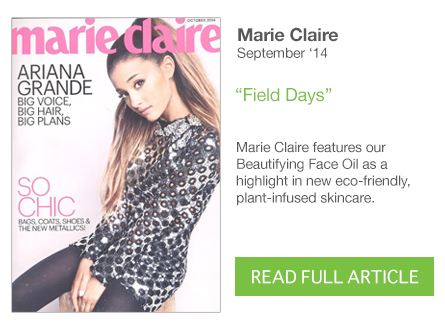 OCTOBER 2014
marie claire
ARIANA
GRANDE
BIG VOICE,
BIG HAIR,
BIG PLANS
SO
CHIC
BAGS, COATS, SHOES &
THE NEW METALLICS!
Marie Claire
September ‘14
“Field Days”
Marie Claire features our
Beautifying Face Oil as a
highlight in new eco-friendly,
plant-infused skincare.
READ FULL ARTICLE